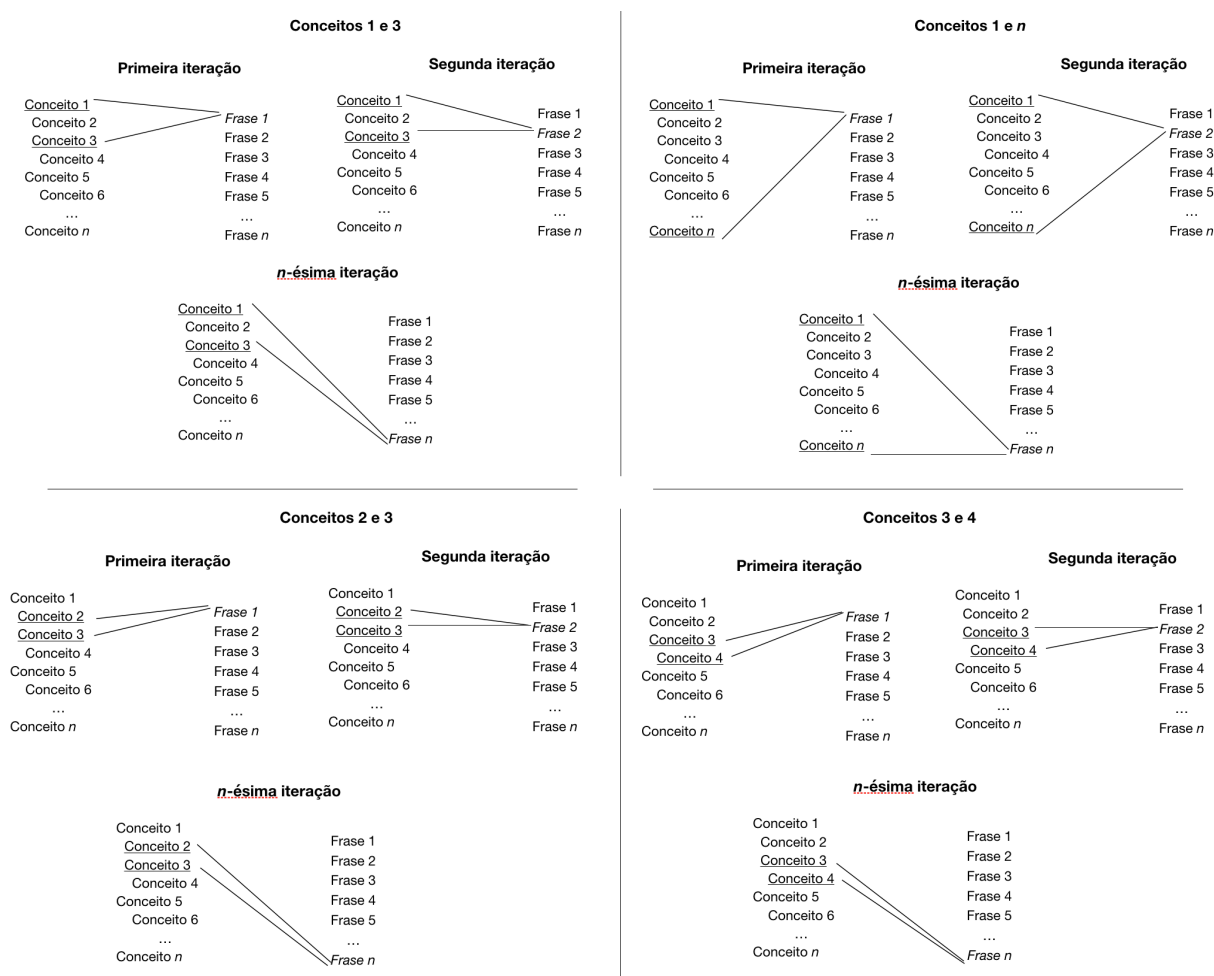 Conceitos 1 e 3
Primeira iteração
Conceito 1
Conceito 2
Conceito 3
Conceito 4
Conceito 5
Conceito 6
...
Conceito n
Frase 1
Frase 2
Frase 3
Frase 4
Frase 5
...
Frase n
Segunda iteração
Conceito 1
Conceito 2
Conceito 3
Conceito 4
Conceito 5
Conceito 6
...
Conceito n
Frase 1
Frase 2
Frase 3
Frase 4
Frase 5
...
Frase n
n-ésima iteração
Conceito 1
Conceito 2
Conceito 3
Conceito 4
Conceito 5
Conceito 6
...
Conceito n
Frase 1
Frase 2
Frase 3
Frase 4
Frase 5
...
Frase n
Conceitos 1 e n
Primeira iteração
Conceito 1
Conceito 2
Conceito 3
Conceito 4
Conceito 5
Conceito 6
...
Conceito n
Frase 1
Frase 2
Frase 3
Frase 4
Frase 5
...
Frase n
Segunda iteração
Conceito 1
Conceito 2
Conceito 3
Conceito 4
Conceito 5
Conceito 6
...
Conceito n
Frase 1
Frase 2
Frase 3
Frase 4
Frase 5
...
Frase n
n-ésima iteração
Conceito 1
Conceito 2
Conceito 3
Conceito 4
Conceito 5
Conceito 6
...
Conceito n
Frase 1
Frase 2
Frase 3
Frase 4
Frase 5
...
Frase n
Conceitos 2 e 3
Primeira iteração
Conceito 1
Conceito 2
Conceito 3
Conceito 4
Conceito 5
Conceito 6
...
Conceito n
Frase 1
Frase 2
Frase 3
Frase 4
Frase 5
...
Frase n
Segunda iteração
Conceito 1
Conceito 2
Conceito 3
Conceito 4
Conceito 5
Conceito 6
...
Conceito n
Frase 1
Frase 2
Frase 3
Frase 4
Frase 5
...
Frase n
n-ésima iteração
Conceito 1
Conceito 2
Conceito 3
Conceito 4
Conceito 5
Conceito 6
...
Conceito n
Frase 1
Frase 2
Frase 3
Frase 4
Frase 5
...
Frase n
Conceitos 3 e 4
Primeira iteração
Conceito 1
Conceito 2
Conceito 3
Conceito 4
Conceito 5
Conceito 6
...
Conceito n
Frase 1
Frase 2
Frase 3
Frase 4
Frase 5
...
Frase n
Segunda iteração
Conceito 1
Conceito 2
Conceito 3
Conceito 4
Conceito 5
Conceito 6
...
Conceito n
Frase 1
Frase 2
Frase 3
Frase 4
Frase 5
...
Frase n
n-ésima iteração
Conceito 1
Conceito 2
Conceito 3
Conceito 4
Conceito 5
Conceito 6
...
Conceito n
Frase 1
Frase 2
Frase 3
Frase 4
Frase 5
...
Frase n